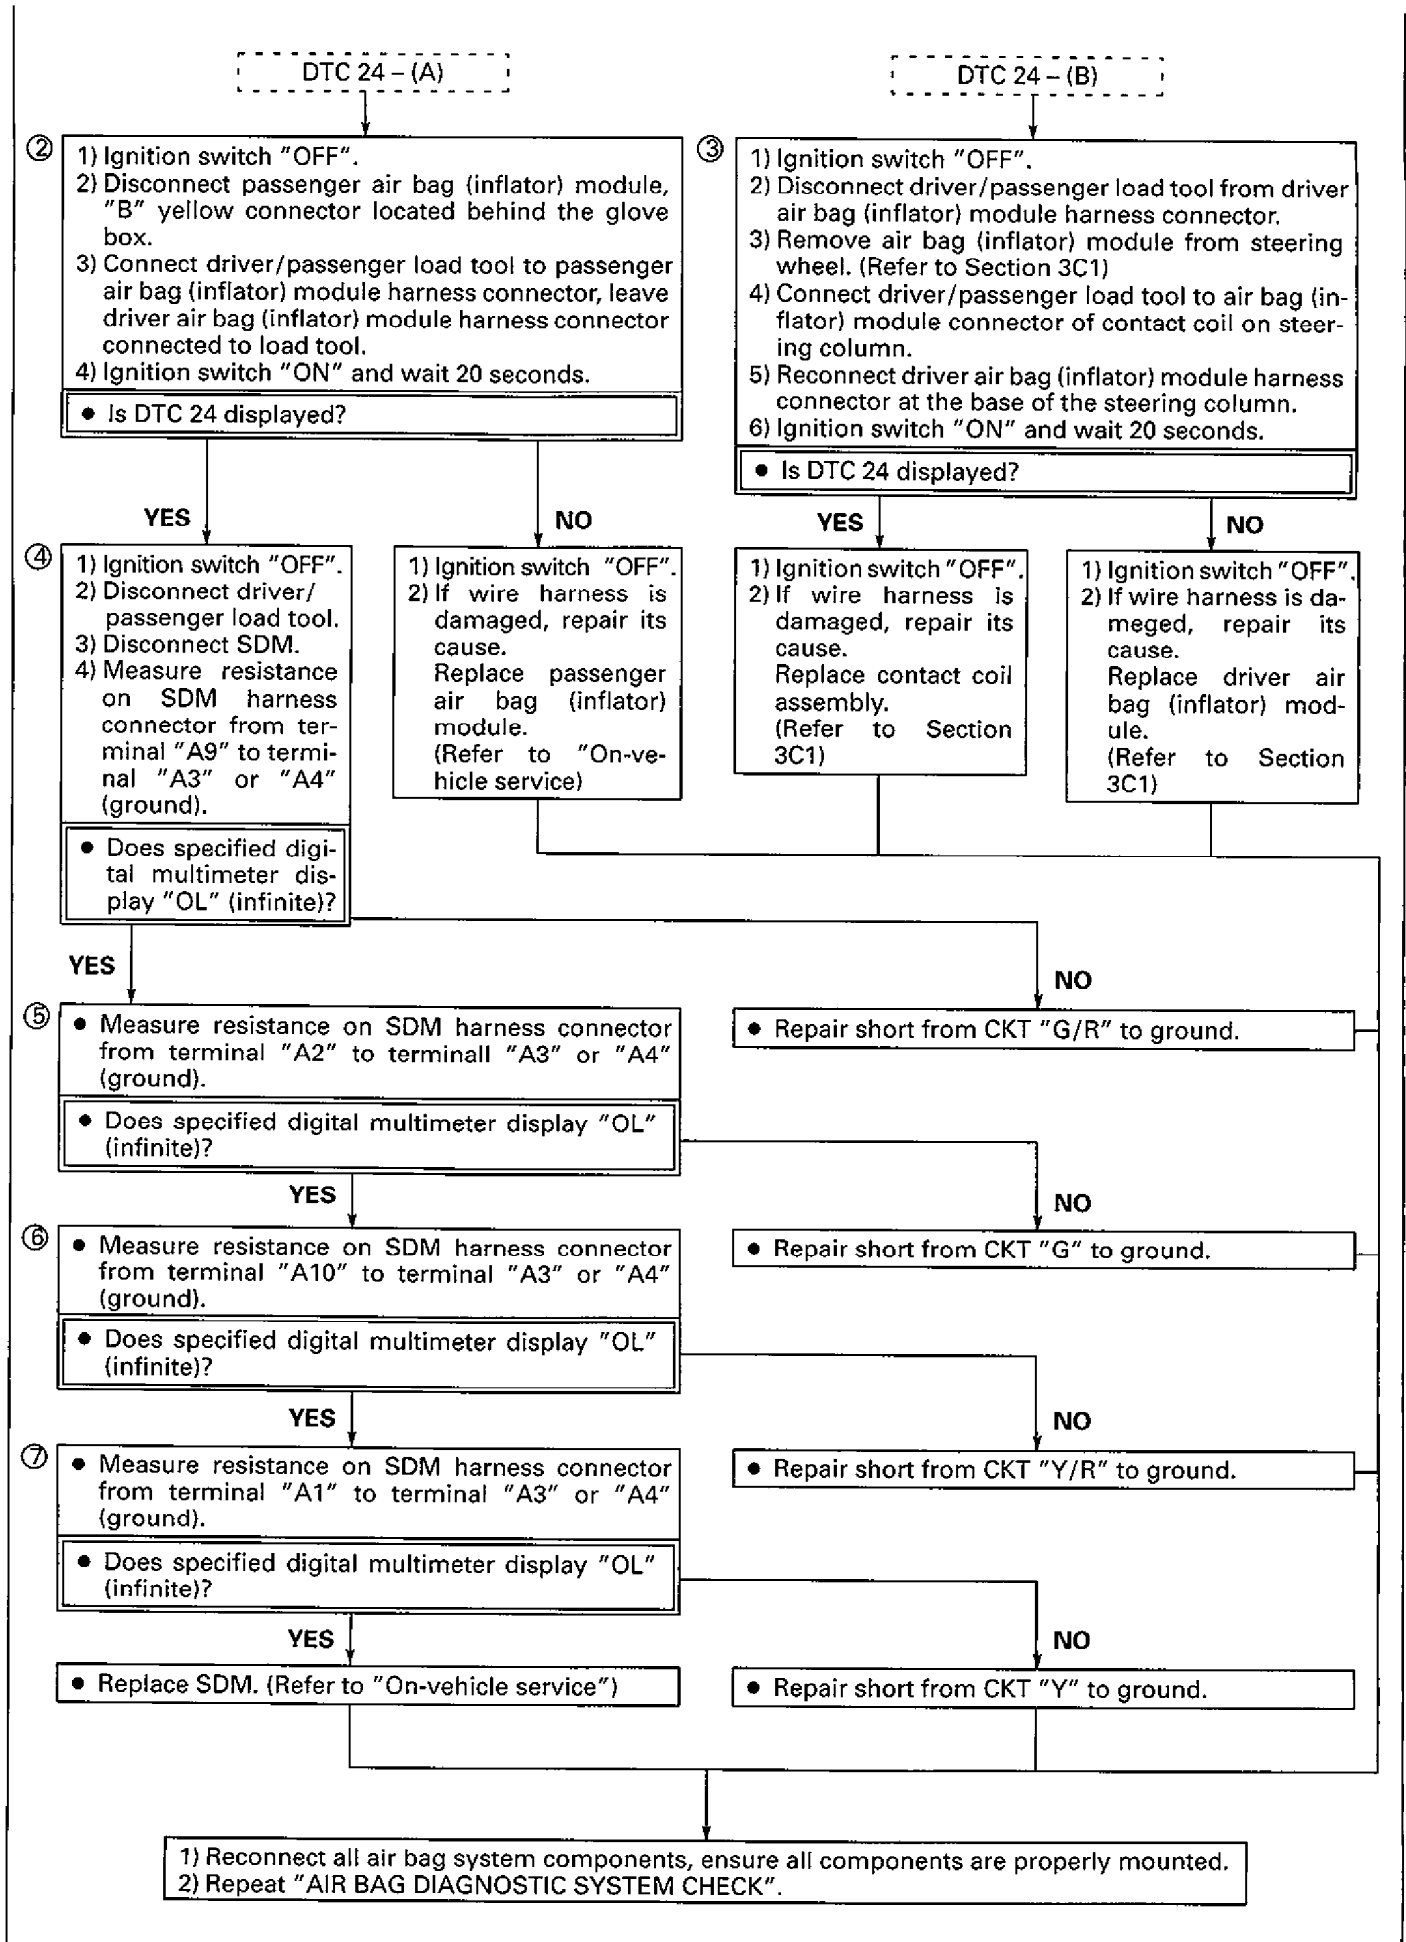 DTC 24 – (A)
②
1) Ignition switch "OFF".
2) Disconnect passenger air bag (inflator) module,
"B" yellow connector located behind the glove
box.
3) Connect driver/passenger load tool to passenger
air bag (inflator) module harness connector, leave
driver air bag (inflator) module harness connector
connected to load tool.
4) Ignition switch "ON" and wait 20 seconds.
● Is DTC 24 displayed?
DTC 24 – (B)
③
1) Ignition switch "OFF".
2) Disconnect driver/passenger load tool from driver
air bag (inflator) module harness connector.
3) Remove air bag (inflator) module from steering
wheel. (Refer to Section 3C1)
4) Connect driver/passenger load tool to air bag (in-
flator) module connector of contact coil on steer-
ing column.
5) Reconnect driver air bag (inflator) module harness
connector at the base of the steering column.
6) Ignition switch "ON" and wait 20 seconds.
● Is DTC 24 displayed?
YES
NO
YES
NO
④
1) Ignition switch "OFF".
2) Disconnect driver/
passenger load tool.
3) Disconnect SDM.
4) Measure resistance
on SDM harness
connector from ter-
minal "A9" to termi-
nal "A3" or "A4"
(ground).
● Does specified digi-
tal multimeter dis-
play "OL" (infinite)?
1) Ignition switch "OFF".
2) If wire harness is
damaged, repair its
cause.
Replace passenger
air bag (inflator)
module.
(Refer to "On-ve-
hicle service)
1) Ignition switch "OFF".
2) If wire harness is
damaged, repair its
cause.
Replace contact coil
assembly.
(Refer to Section
3C1)
1) Ignition switch "OFF".
2) If wire harness is da-
meged, repair its
cause.
Replace driver air
bag (inflator) mod-
ule.
(Refer to Section
3C1)
YES
NO
⑤
● Measure resistance on SDM harness connector
from terminal "A2" to terminall "A3" or "A4"
(ground).
● Does specified digital multimeter display "OL"
(infinite)?
● Repair short from CKT "G/R" to ground.
YES
NO
⑥
● Measure resistance on SDM harness connector
from terminal "A10" to terminal "A3" or "A4"
(ground).
● Does specified digital multimeter display "OL"
(infinite)?
● Repair short from CKT "G" to ground.
YES
NO
⑦
● Measure resistance on SDM harness connector
from terminal "A1" to terminal "A3" or "A4"
(ground).
● Does specified digital multimeter display "OL"
(infinite)?
● Repair short from CKT "Y/R" to ground.
YES
NO
● Replace SDM. (Refer to "On-vehicle service")
● Repair short from CKT "Y" to ground.
1) Reconnect all air bag system components, ensure all components are properly mounted.
2) Repeat "AIR BAG DIAGNOSTIC SYSTEM CHECK".